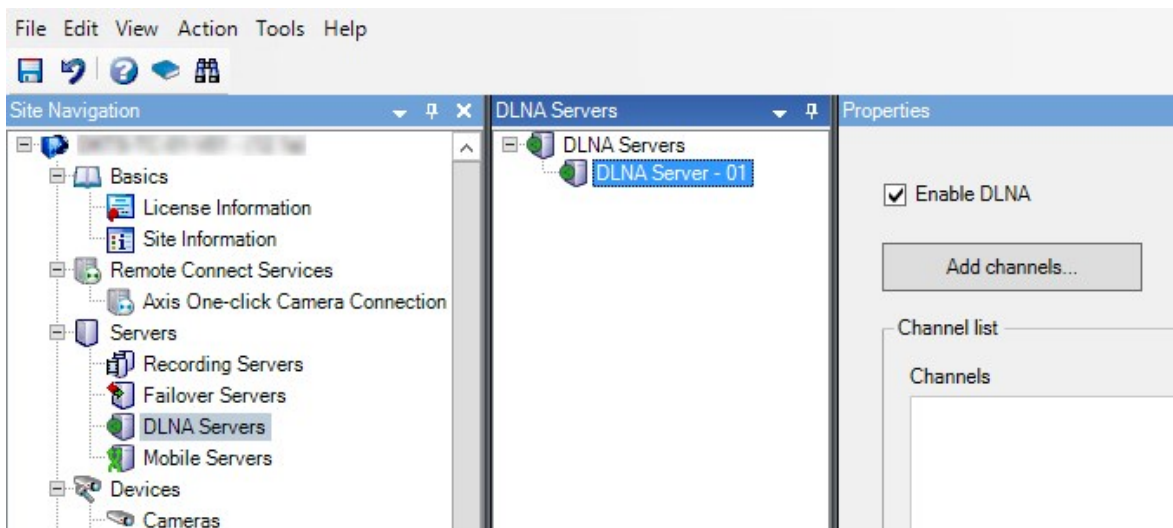 File Edit View Action Tools Help
Site Navigation
Basics
License Information
Site Information
Remote Connect Services
Axis One-click Camera Connection
Servers
Recording Servers
Failover Servers
DLNA Servers
Mobile Servers
Devices
Cameras
DLNA Servers
DLNA Servers
DLNA Server - 01
Properties
Enable DLNA
Add channels...
Channel list
Channels